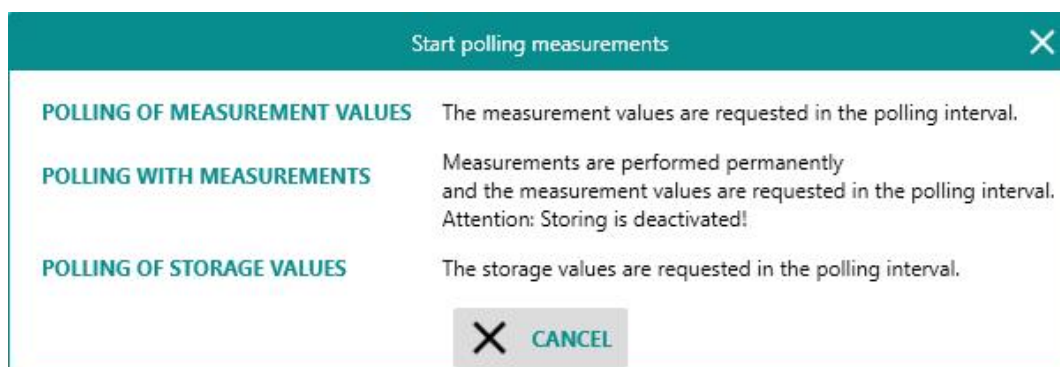 Start polling measurements
POLLING OF MEASUREMENT VALUES The measurement values are requested in the polling interval.
POLLING WITH MEASUREMENTS
Measurements are performed permanently
and the measurement values are requested in the polling interval.
Attention: Storing is deactivated!
POLLING OF STORAGE VALUES The storage values are requested in the polling interval.
CANCEL